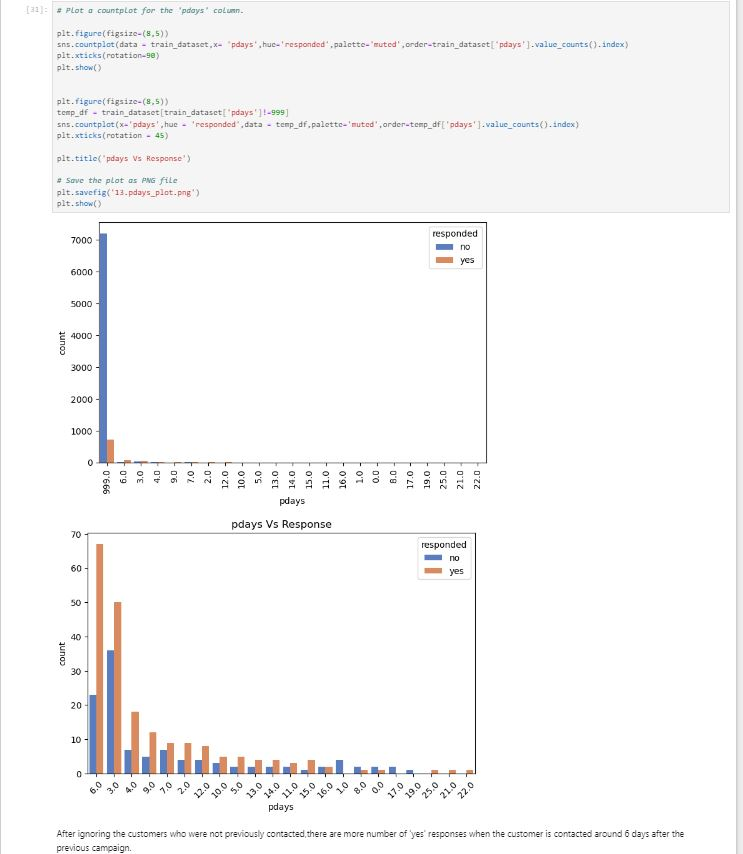 [31]:
# Plot a countplot for the 'pdays' column.
plt.figure(figsize=(8,5))
sns.countplot(data = train_dataset,x= 'pdays',hue='responded',palette='muted',order=train_dataset['pdays'].value_counts().index)
plt.xticks(rotation=90)
plt.show()
plt.figure(figsize=(8,5))
temp_df = train_dataset[train_dataset['pdays']!=999]
sns.countplot(x='pdays',hue = 'responded',data = temp_df,palette='muted',order=temp_df['pdays'].value_counts().index)
plt.xticks(rotation = 45)
plt.title('pdays Vs Response')
# Save the plot as PNG file
plt.savefig('13.pdays_plot.png')
plt.show()
responded
no
yes
7000
6000
5000
4000
3000
2000
1000
0
count
999.0 6.0 3.0 4.0 9.0 7.0 2.0 12.0 10.0 5.0 13.0 14.0 15.0 11.0 16.0 1.0 0.0 8.0 17.0 19.0 25.0 21.0 22.0
pdays
pdays Vs Response
responded
no
yes
70
60
50
40
30
20
10
0
count
6.0 3.0 4.0 9.0 7.0 2.0 12.0 10.0 5.0 13.0 14.0 11.0 15.0 16.0 1.0 8.0 0.0 17.0 19.0 25.0 21.0 22.0
pdays
After ignoring the customers who were not previously contacted,there are more number of 'yes' responses when the customer is contacted around 6 days after the
previous campaign.